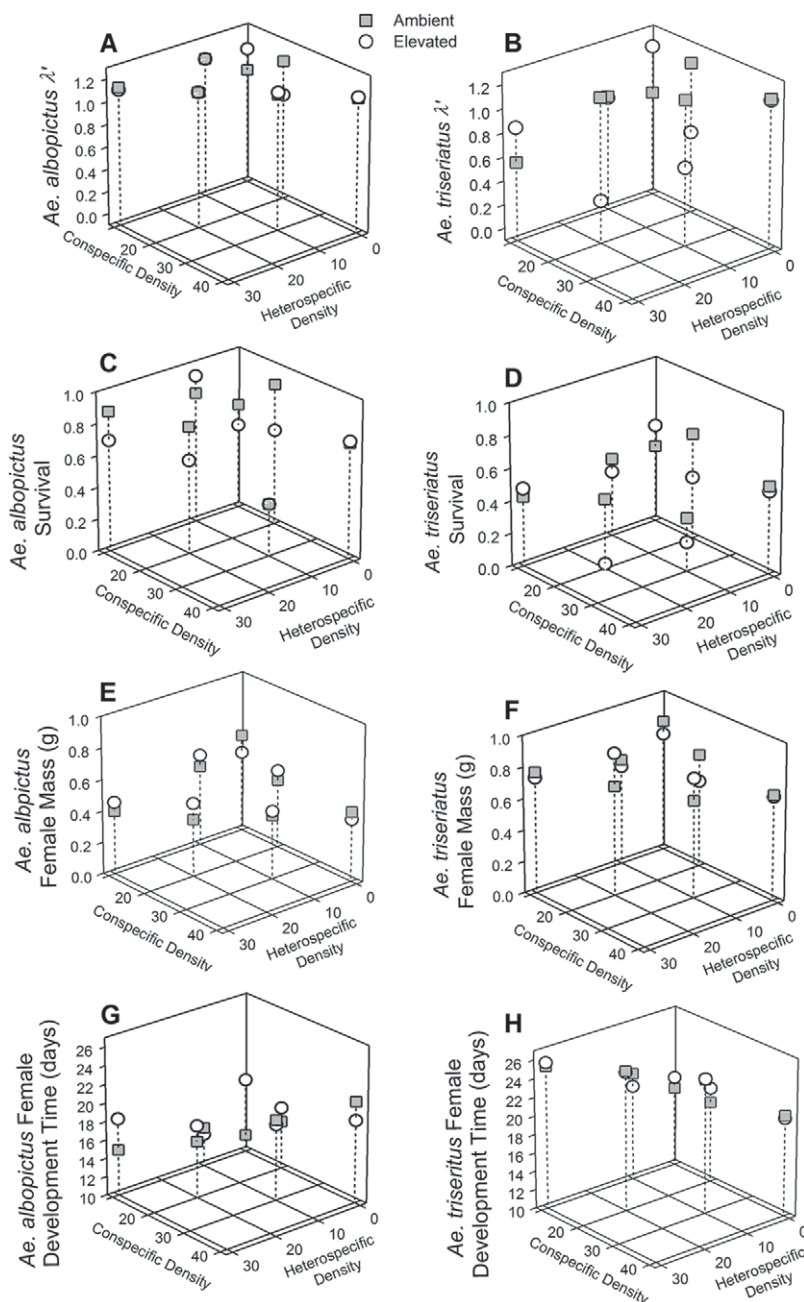 Ambient
Elevated
A
Ae. albopictus λ'
1.2
1.0
0.8
0.6
0.4
0.2
0.0
20
30
40
Conspecific Density
30
20
10
0
Heterospecific
Density
B
Ae. triseriatus λ'
1.2
1.0
0.8
0.6
0.4
0.2
0.0
20
30
40
Conspecific Density
30
20
10
0
Heterospecific
Density
C
Ae. albopictus
Survival
1.0
0.8
0.6
0.4
0.2
0.0
20
30
40
Conspecific Density
30
20
10
0
Heterospecific
Density
D
Ae. triseriatus
Survival
1.0
0.8
0.6
0.4
0.2
0.0
20
30
40
Conspecific Density
30
20
10
0
Heterospecific
Density
E
Ae. albpictus
Female Mass (g)
1.0
0.8
0.6
0.4
0.2
0.0
20
30
40
Conspecific Density
30
20
10
0
Heterospecific
Density
F
Ae. triseriatus
Female Mass (g)
1.0
0.8
0.6
0.4
0.2
0.0
20
30
40
Conspecific Density
30
20
10
0
Heterospecific
Density
G
Ae. albopictus Female
Development Time (days)
26
24
22
20
18
16
14
12
10
20
30
40
Conspecific Density
30
20
10
0
Heterospecific
Density
H
Ae. triseritus Female
Development Time (days)
26
24
22
20
18
16
14
12
10
20
30
40
Conspecific Density
30
20
10
0
Heterospecific
Density